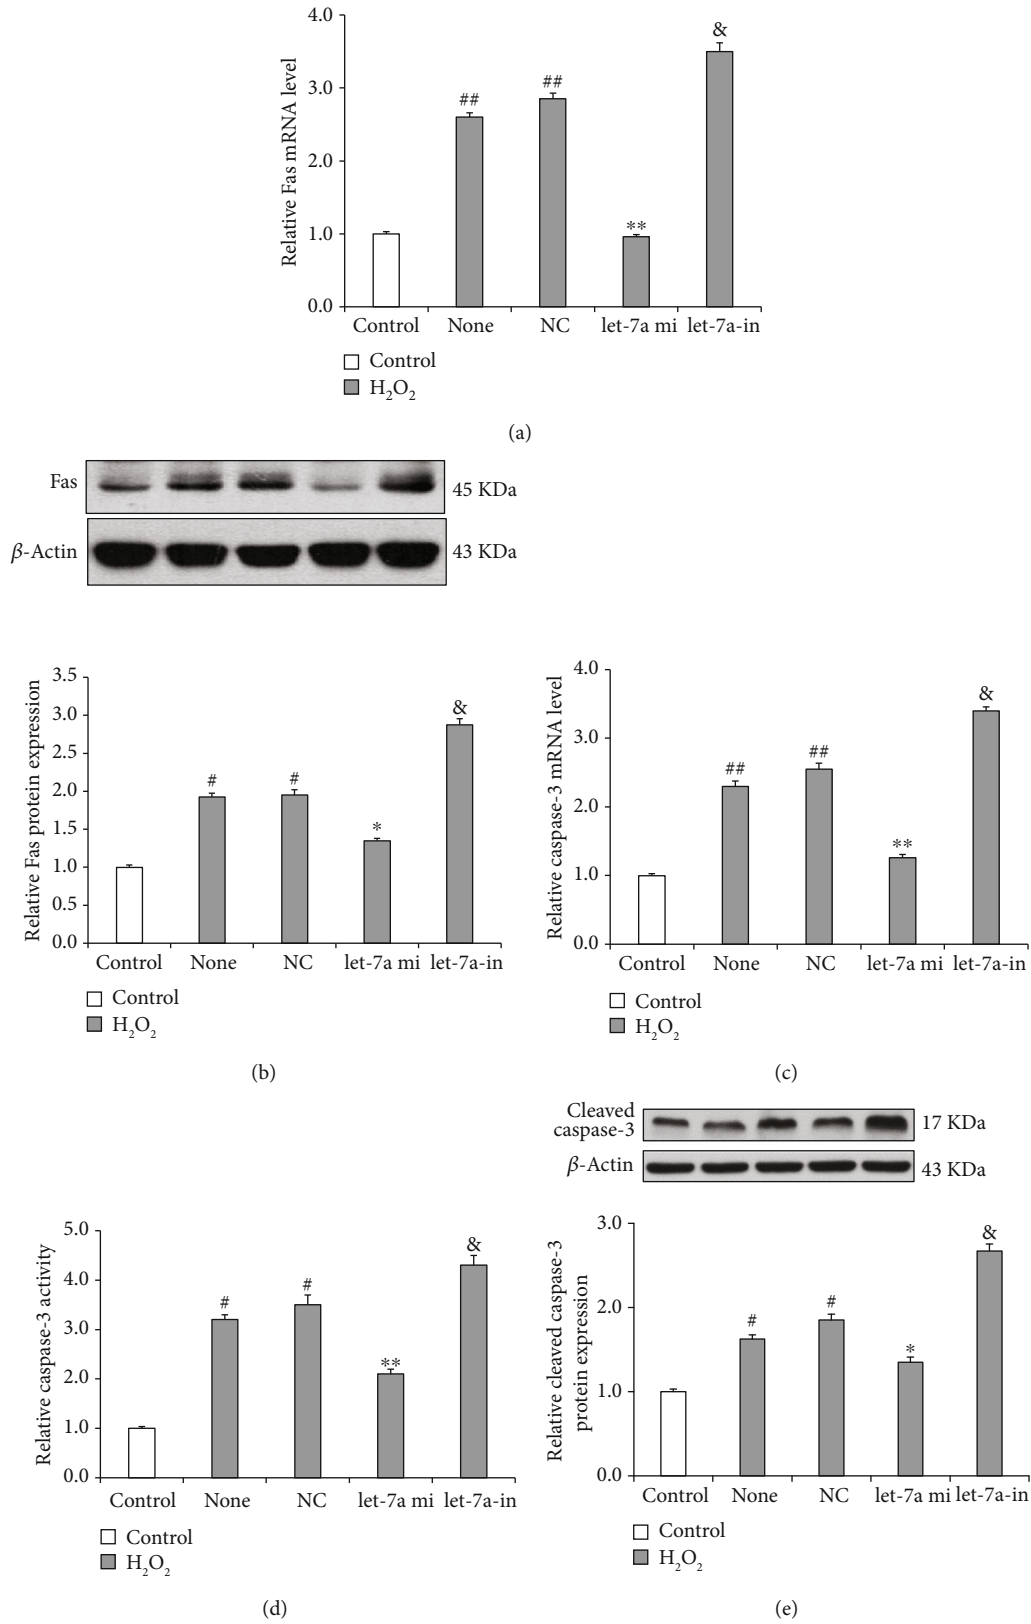 Relative Fas mRNA level
4.0
3.0
2.0
1.0
0.0
##
##
**
&
Control None NC let-7a mi let-7a-in
Control
H₂O₂
(a)
Fas
45 KDa
β-Actin
43 KDa
Relative Fas protein expression
3.5
3.0
2.5
2.0
1.5
1.0
0.5
0.0
#
#
*
&
Control None NC let-7a mi let-7a-in
Control
H₂O₂
(b)
Relative caspase-3 mRNA level
4.0
3.0
2.0
1.0
0.0
##
##
**
&
Control None NC let-7a mi let-7a-in
Control
H₂O₂
(c)
Relative caspase-3 activity
5.0
4.0
3.0
2.0
1.0
0.0
#
#
**
&
Control None NC let-7a mi let-7a-in
Control
H₂O₂
(d)
Cleaved
caspase-3
17 KDa
β-Actin
43 KDa
Relative cleaved caspase-3
protein expression
3.0
2.0
1.0
0.0
#
#
*
&
Control None NC let-7a mi let-7a-in
Control
H₂O₂
(e)